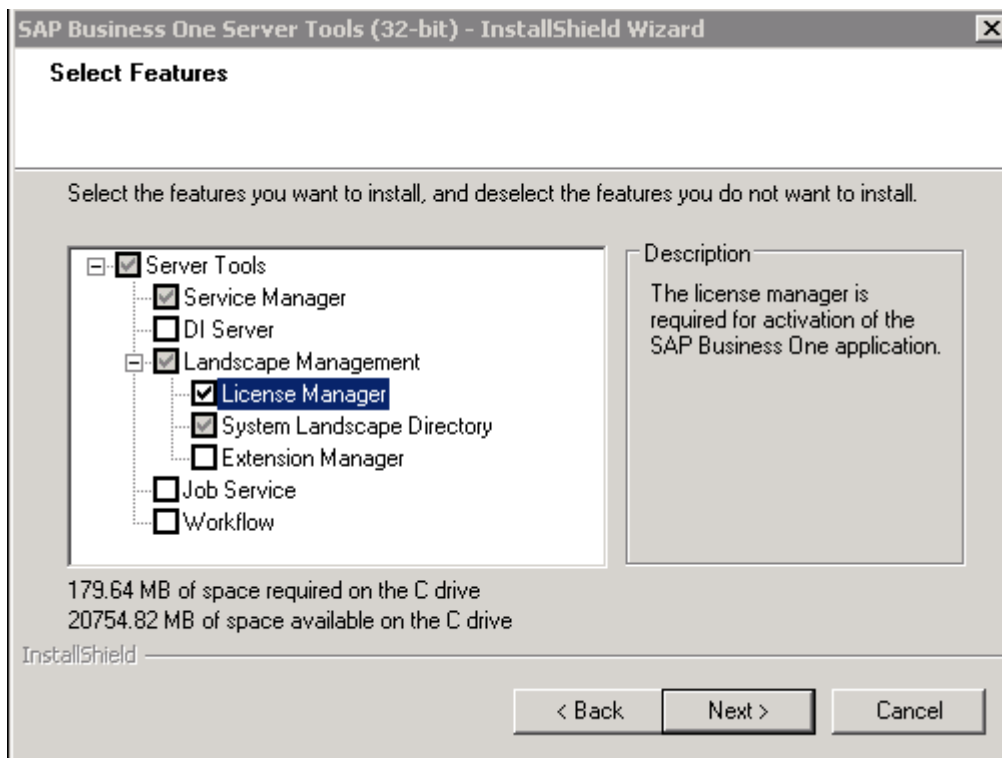 SAP Business One Server Tools (32-bit) - InstallShield Wizard
Select Features
Select the features you want to install, and deselect the features you do not want to install.
Server Tools
Service Manager
DI Server
Landscape Management
License Manager
System Landscape Directory
Extension Manager
Job Service
Workflow
Description
The license manager is
required for activation of the
SAP Business One application.
179.64 MB of space required on the C drive
20754.82 MB of space available on the C drive
InstallShield
< Back
Next >
Cancel